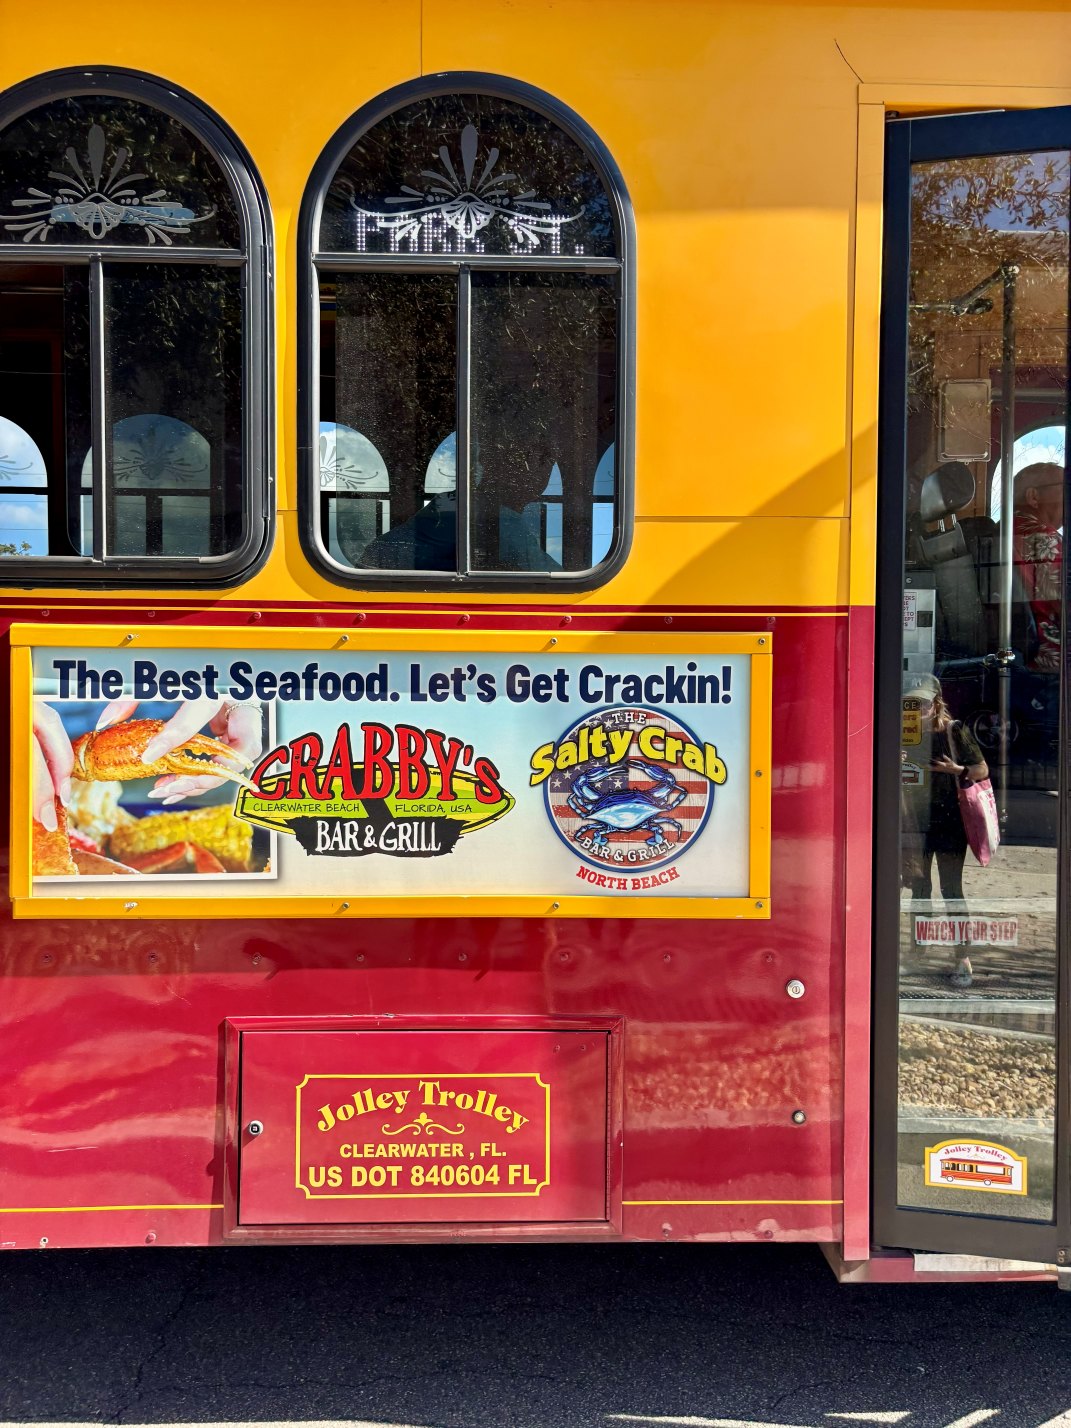 PARK ST.
The Best Seafood. Let's Get Crackin!
CRABBY'S
CLEARWATER BEACH FLORIDA, USA
BAR & GRILL
THE
Salty Crab
BAR & GRILL
NORTH BEACH
WATCH YOUR STEP
Jolley Trolley
CLEARWATER , FL.
US DOT 840604 FL
Jolley Trolley